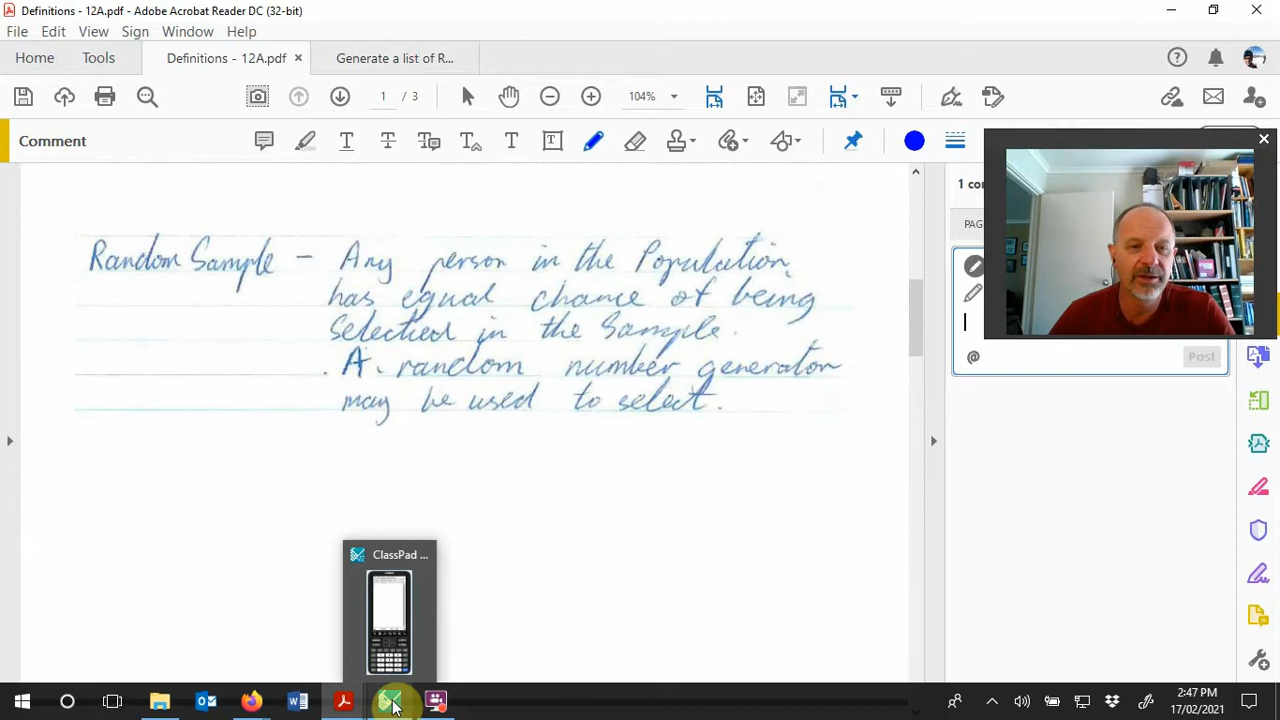 Definitions - 12A.pdf - Adobe Acrobat Reader DC (32-bit)
File Edit View Sign Window Help
Home Tools Definitions - 12A.pdf × Generate a list of R...
1 / 3 104%
Comment
1 con
PAG
Random Sample - Any person in the Population
has equal chance of being
selected in the Sample.
A random number generator
may be used to select.
@ Post
ClassPad ...
2:47 PM
17/02/2021